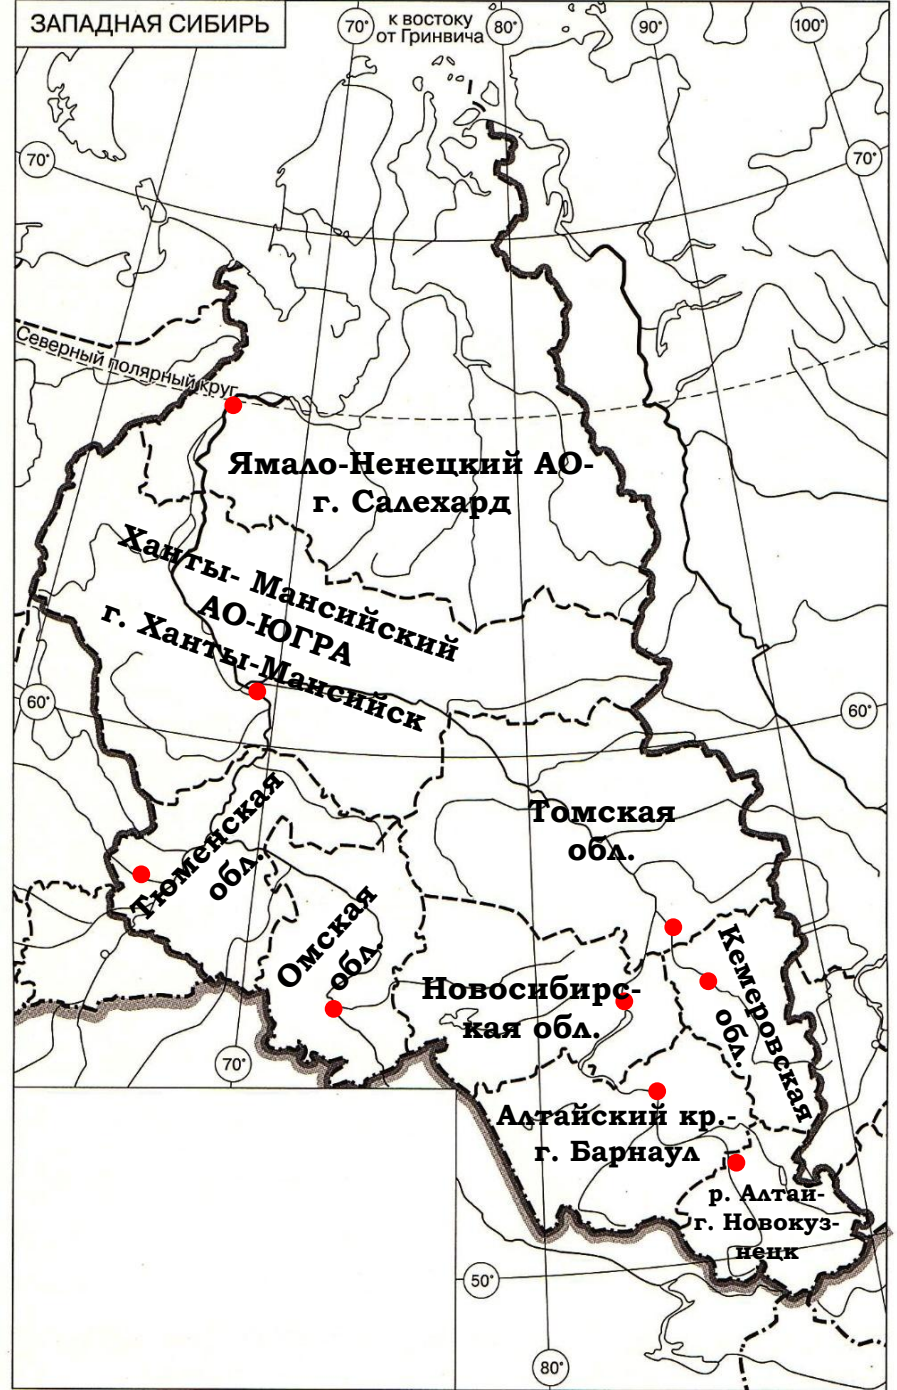 ЗАПАДНАЯ СИБИРЬ
70°
к востоку
от Гринвича
80°
90°
100°
70°
70°
Северный полярный круг
Ямало-Ненецкий АО-
г. Салехард
Ханты- Мансийский
АО-ЮГРА
г. Ханты-Мансийск
60°
60°
Тюменская
обл.
Томская
обл.
Омская
обл.
Новосибирс-
кая обл.
Кемеровская
обл.
70°
Алтайский кр.-
г. Барнаул
р. Алтай-
г. Новокуз-
нецк
50°
80°